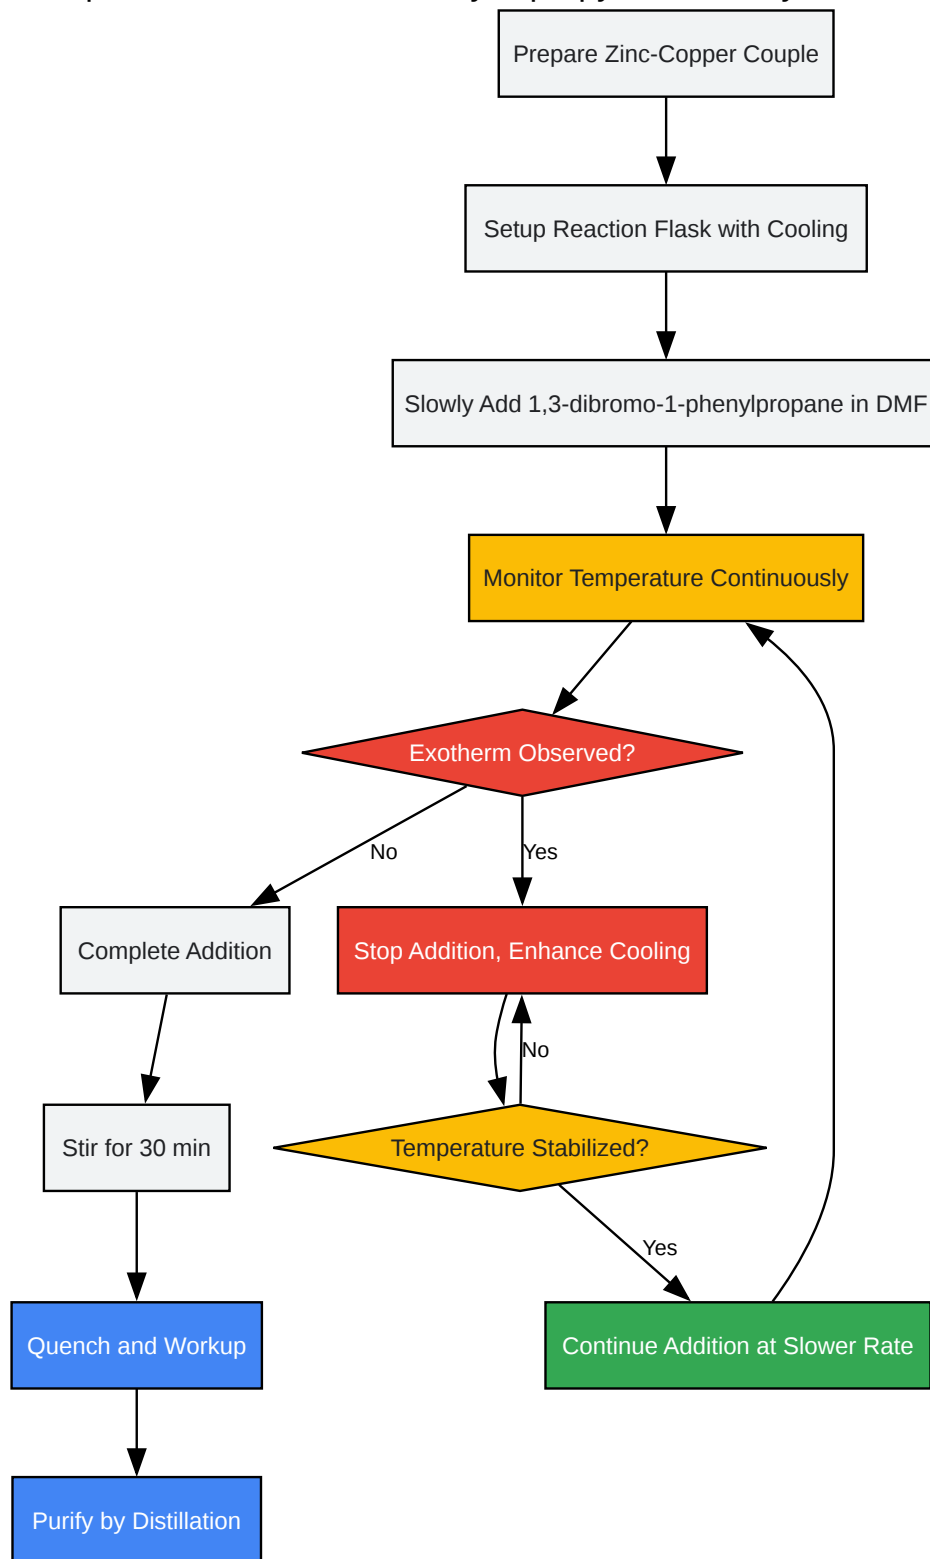 Prepare Zinc-Copper Couple
Setup Reaction Flask with Cooling
Slowly Add 1,3-dibromo-1-phenylpropane in DMF
Monitor Temperature Continuously
Exotherm Observed?
No
Yes
Complete Addition
Stop Addition, Enhance Cooling
No
Stir for 30 min
Temperature Stabilized?
Yes
Quench and Workup
Continue Addition at Slower Rate
Purify by Distillation